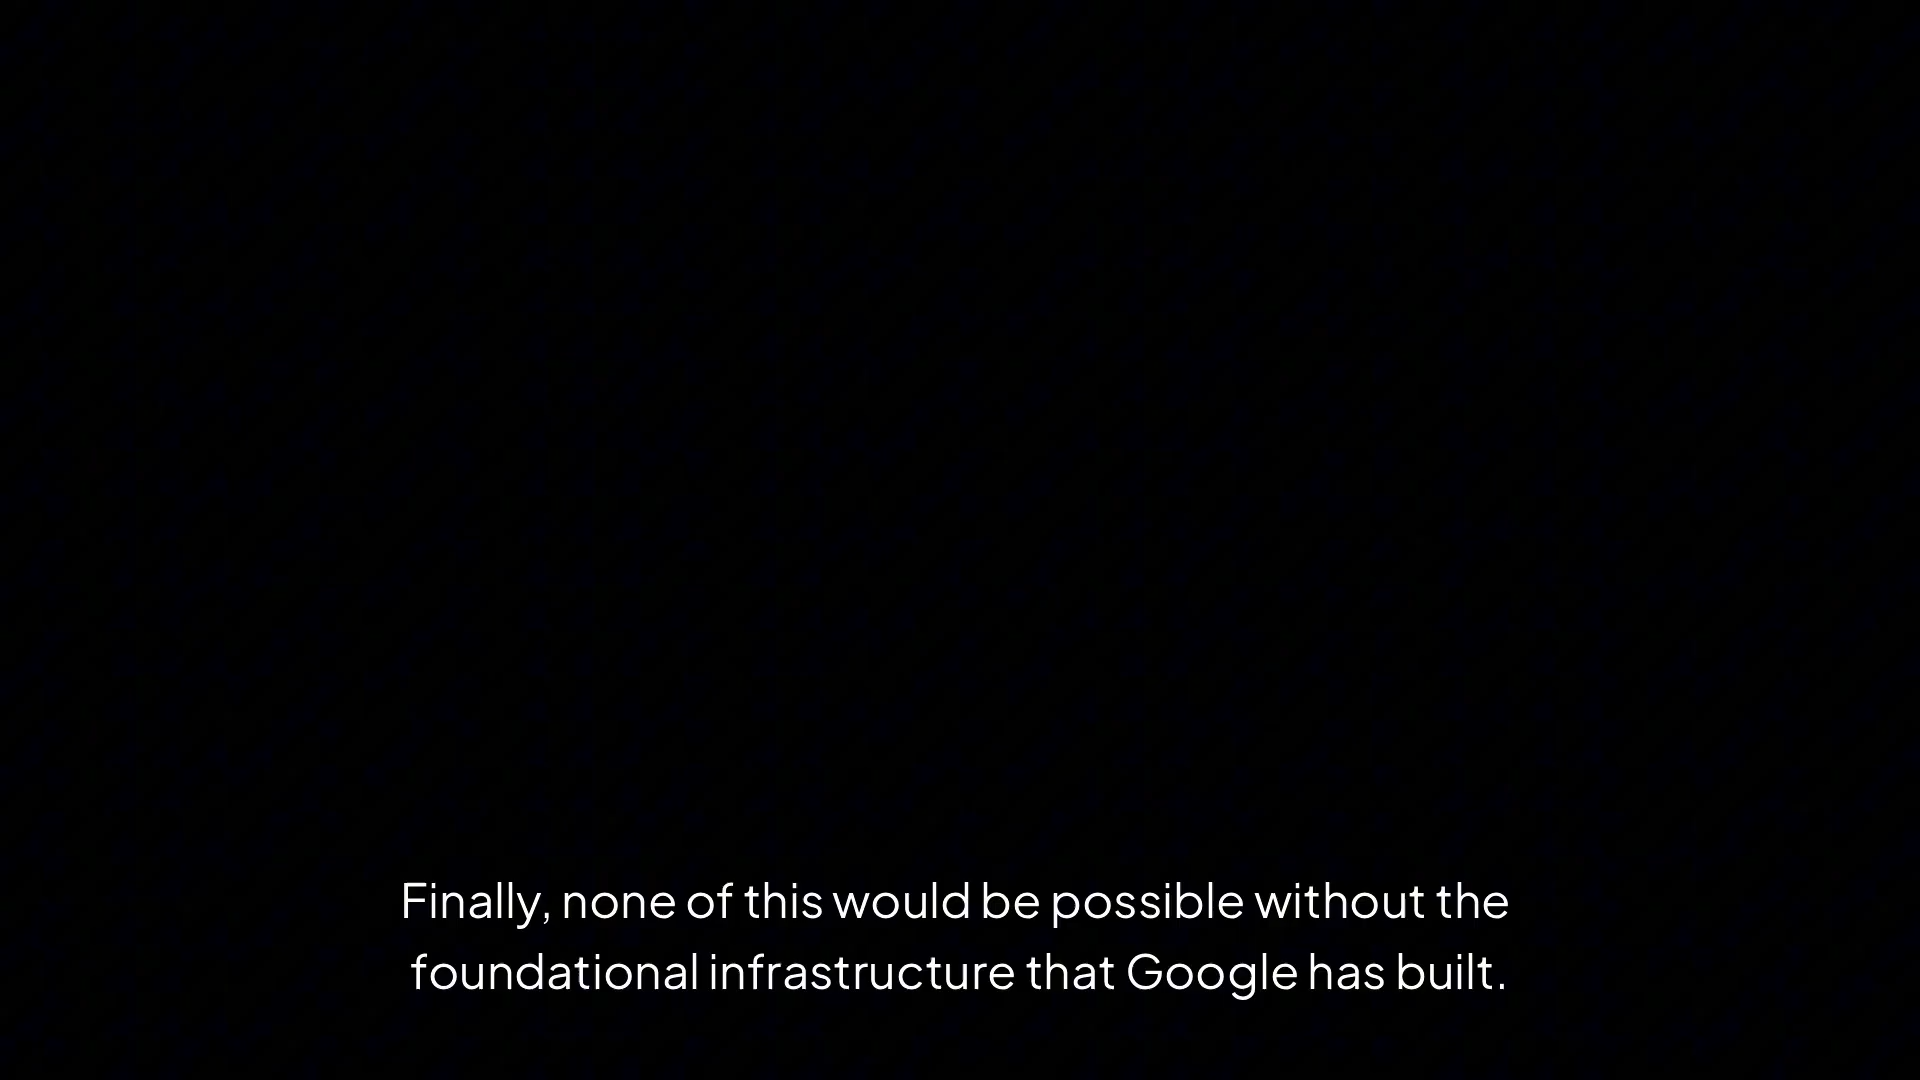 Finally, none of this would be possible without the
foundational infrastructure that Google has built.